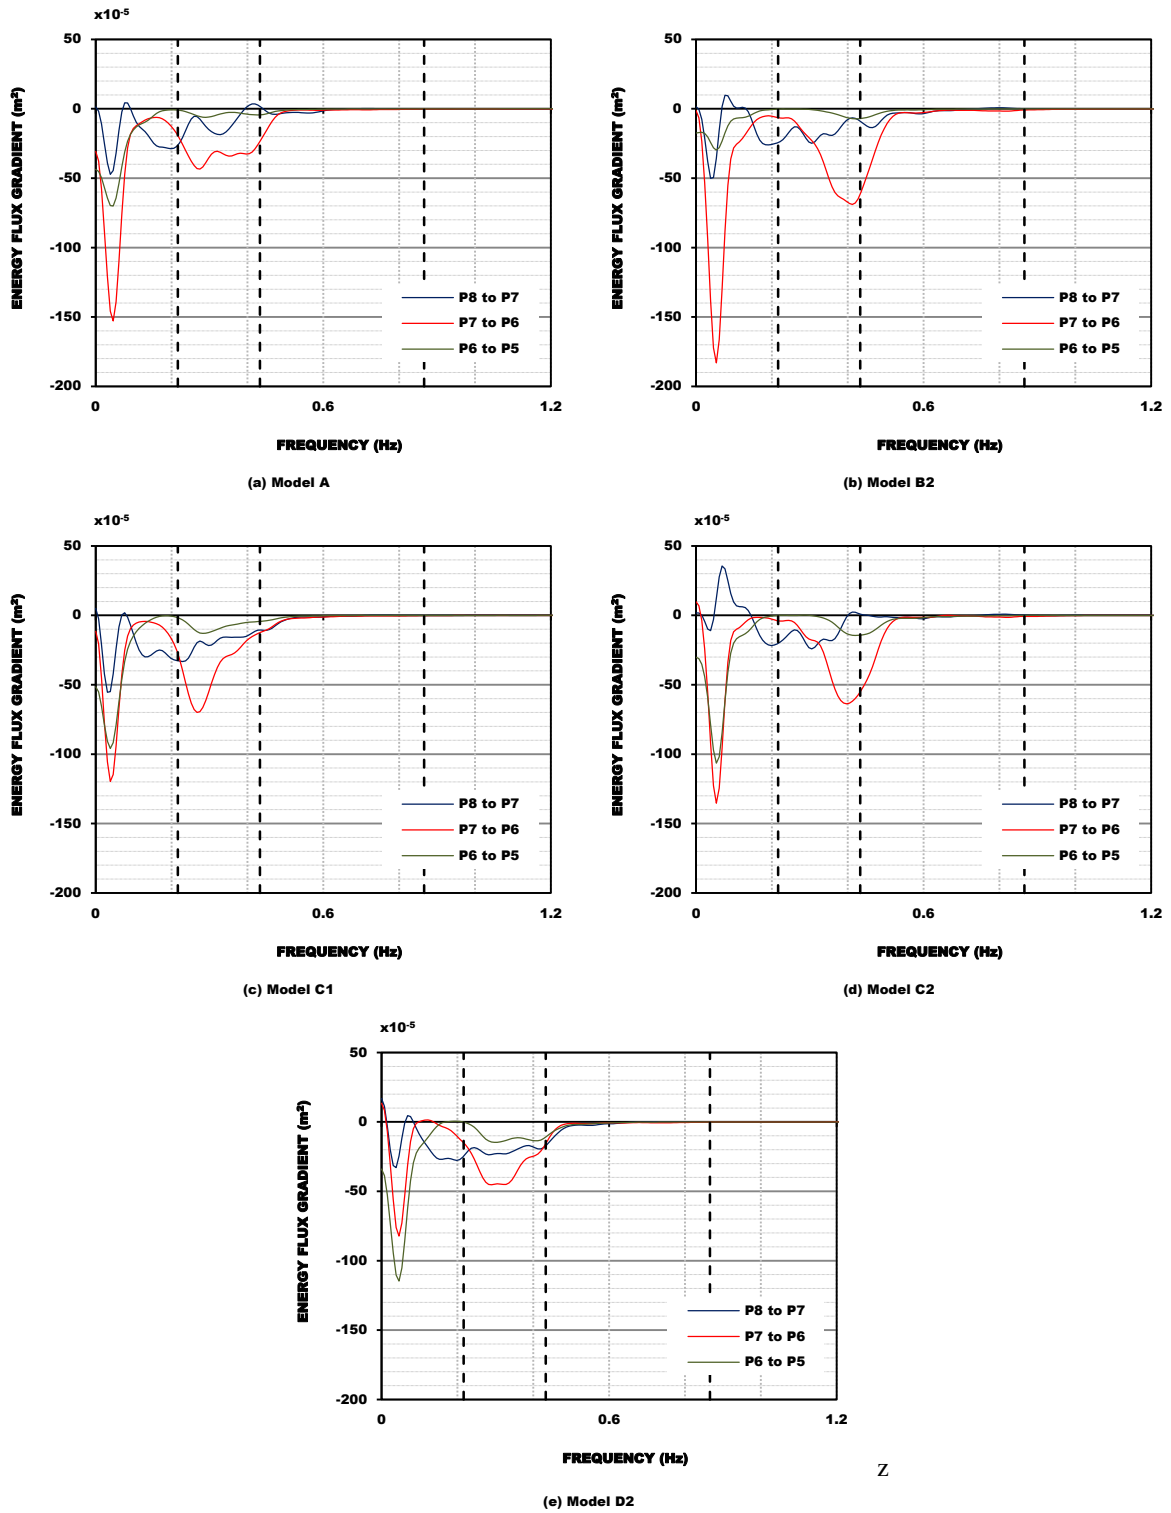 x10-5
50
0
-50
-100
-150
-200
ENERGY FLUX GRADIENT (m²)
P8 to P7
P7 to P6
P6 to P5
0
0.6
1.2
FREQUENCY (Hz)
(a) Model A
50
0
-50
-100
-150
-200
ENERGY FLUX GRADIENT (m²)
P8 to P7
P7 to P6
P6 to P5
0
0.6
1.2
FREQUENCY (Hz)
(b) Model B2
x10-5
50
0
-50
-100
-150
-200
ENERGY FLUX GRADIENT (m²)
P8 to P7
P7 to P6
P6 to P5
0
0.6
1.2
FREQUENCY (Hz)
(c) Model C1
x10-5
50
0
-50
-100
-150
-200
ENERGY FLUX GRADIENT (m²)
P8 to P7
P7 to P6
P6 to P5
0
0.6
1.2
FREQUENCY (Hz)
(d) Model C2
x10-5
50
0
-50
-100
-150
-200
ENERGY FLUX GRADIENT (m²)
P8 to P7
P7 to P6
P6 to P5
0
0.6
1.2
FREQUENCY (Hz)
z
(e) Model D2